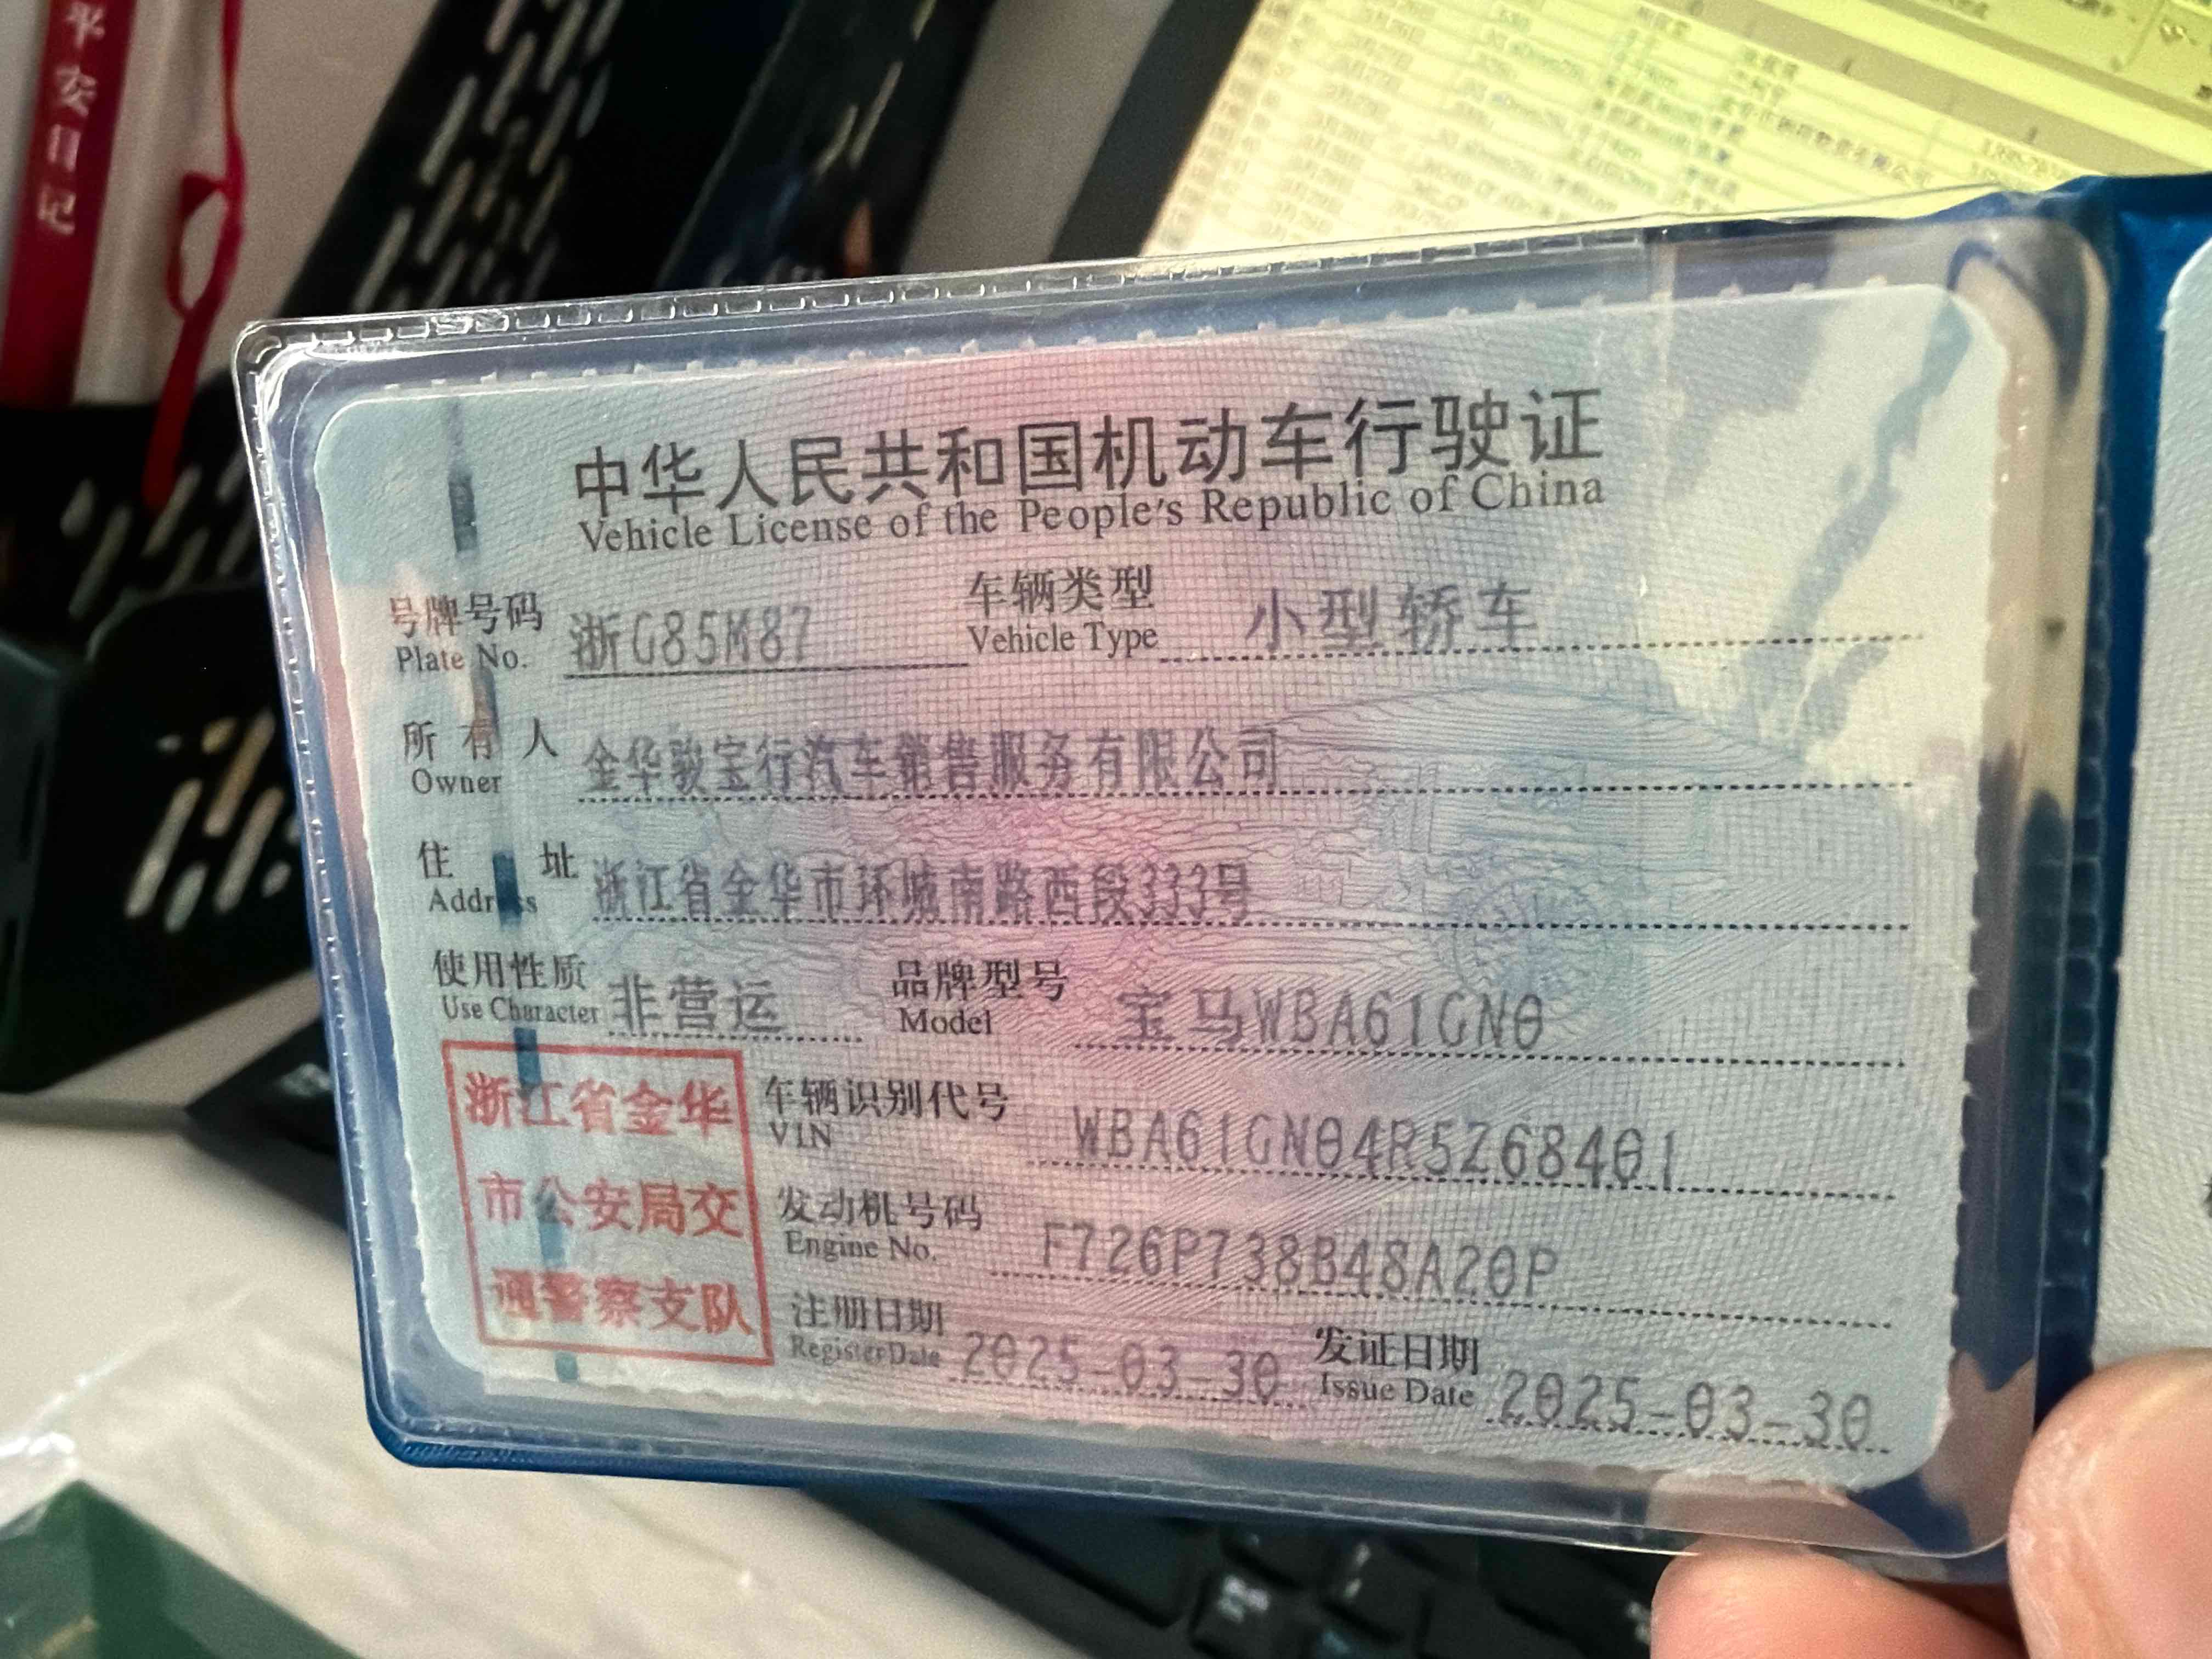 平安日记
中华人民共和国机动车行驶证
Vehicle License of the People's Republic of China
号牌号码 浙G85M87 车辆类型 小型轿车
Plate No. Vehicle Type
所有人 金华骏宝行汽车销售服务有限公司
Owner
住址 浙江省金华市环城南路西段333号
Address
使用性质 非营运 品牌型号 宝马WBA61GN0
Use Character Model
浙江省金华
市公安局交
通警察支队
车辆识别代号 WBA61GN04R5Z68401
VIN
发动机号码 F726P738B48A20P
Engine No.
注册日期 2025-03-30 发证日期 2025-03-30
Register Date Issue Date